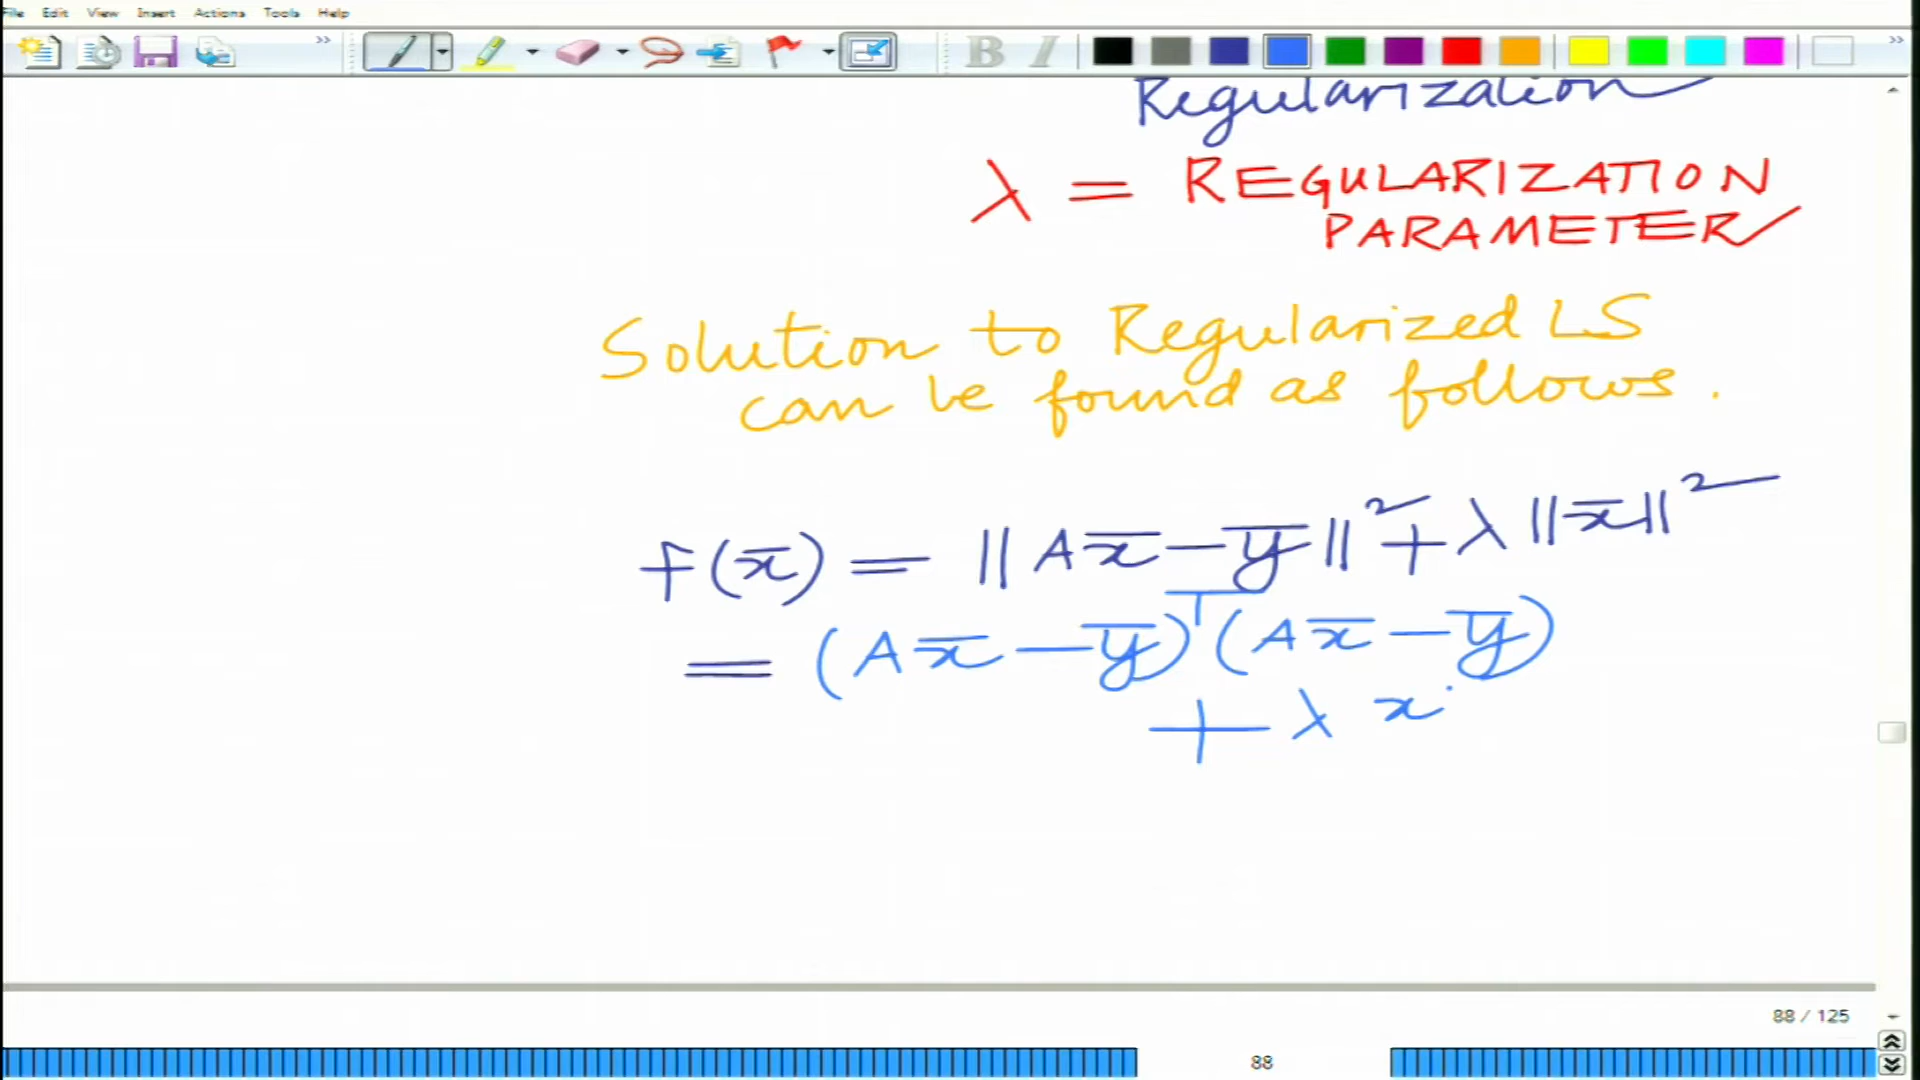 File Edit View Insert Actions Tools Help
B I
Regularization
λ = REGULARIZATION
PARAMETER
Solution to Regularized LS
can be found as follows.
f(x̄) = ||Ax̄ − ȳ||² + λ||x̄||²
= (Ax̄ − ȳ)ᵀ(Ax̄ − ȳ)
+ λ x
88 / 125
88